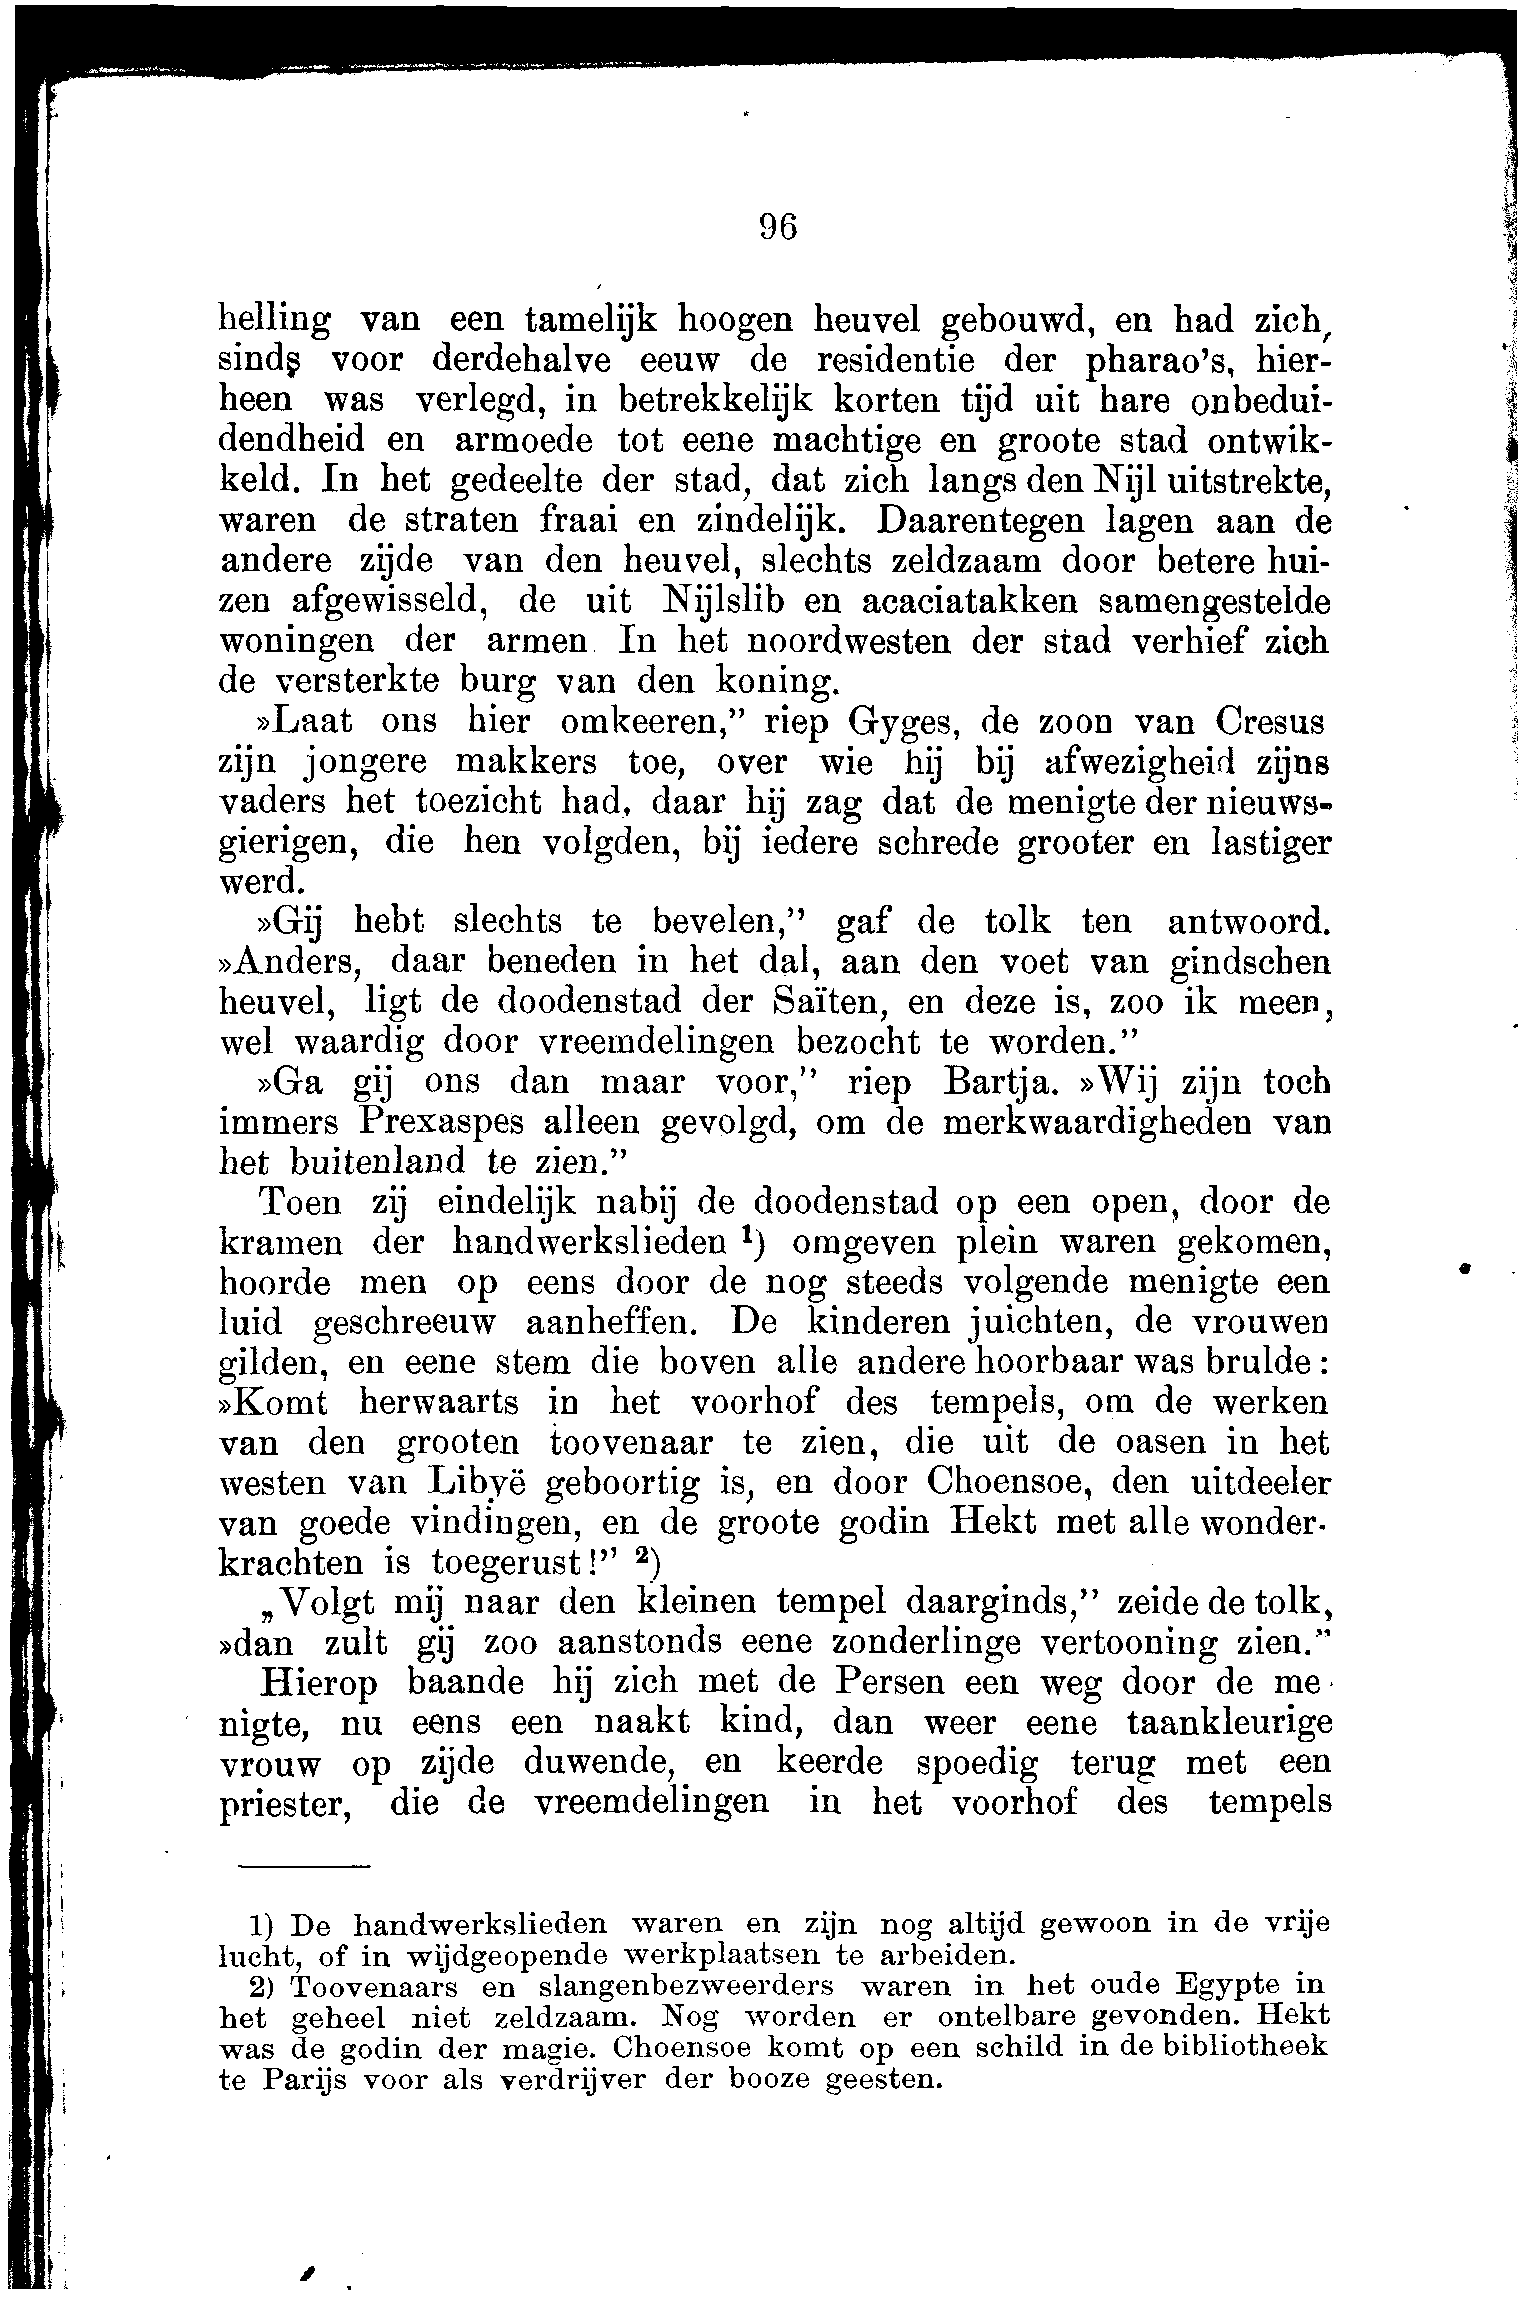 96
helling van een tamelijk hoogen heuvel gebouwd, en had zich,
sinds voor derdehalve eeuw de residentie der pharao's, hier-
heen was verlegd, in betrekkelijk korten tijd uit hare onbedui-
dendheid en armoede tot eene machtige en groote stad ontwik-
keld. In het gedeelte der stad, dat zich langs den Nijl uitstrekte,
waren de straten fraai en zindelijk. Daarentegen lagen aan de
andere zijde van den heuvel, slechts zeldzaam door betere hui-
zen afgewisseld, de uit Nijlslib en acaciatakken samengestelde
woningen der armen. In het noordwesten der stad verhief zich
de versterkte burg van den koning.
»Laat ons hier omkeeren,” riep Gyges, de zoon van Cresus
zijn jongere makkers toe, over wie hij bij afwezigheid zijns
vaders het toezicht had, daar hij zag dat de menigte der nieuws-
gierigen, die hen volgden, bij iedere schrede grooter en lastiger
werd.
»Gij hebt slechts te bevelen,” gaf de tolk ten antwoord.
»Anders, daar beneden in het dal, aan den voet van gindschen
heuvel, ligt de doodenstad der Saïten, en deze is, zoo ik meen,
wel waardig door vreemdelingen bezocht te worden.”
»Ga gij ons dan maar voor,” riep Bartja. »Wij zijn toch
immers Prexaspes alleen gevolgd, om de merkwaardigheden van
het buitenland te zien.”
Toen zij eindelijk nabij de doodenstad op een open, door de
kramen der handwerkslieden ¹) omgeven plein waren gekomen,
hoorde men op eens door de nog steeds volgende menigte een
luid geschreeuw aanheffen. De kinderen juichten, de vrouwen
gilden, en eene stem die boven alle andere hoorbaar was brulde:
»Komt herwaarts in het voorhof des tempels, om de werken
van den grooten toovenaar te zien, die uit de oasen in het
westen van Libyë geboortig is, en door Choensoe, den uitdeeler
van goede vindingen, en de groote godin Hekt met alle wonder-
krachten is toegerust!” ²)
„Volgt mij naar den kleinen tempel daarginds,” zeide de tolk,
»dan zult gij zoo aanstonds eene zonderlinge vertooning zien.”
Hierop baande hij zich met de Persen een weg door de me-
nigte, nu eens een naakt kind, dan weer eene taankleurige
vrouw op zijde duwende, en keerde spoedig terug met een
priester, die de vreemdelingen in het voorhof des tempels
1) De handwerkslieden waren en zijn nog altijd gewoon in de vrije
lucht, of in wijdgeopende werkplaatsen te arbeiden.
2) Toovenaars en slangenbezweerders waren in het oude Egypte in
het geheel niet zeldzaam. Nog worden er ontelbare gevonden. Hekt
was de godin der magie. Choensoe komt op een schild in de bibliotheek
te Parijs voor als verdrijver der booze geesten.